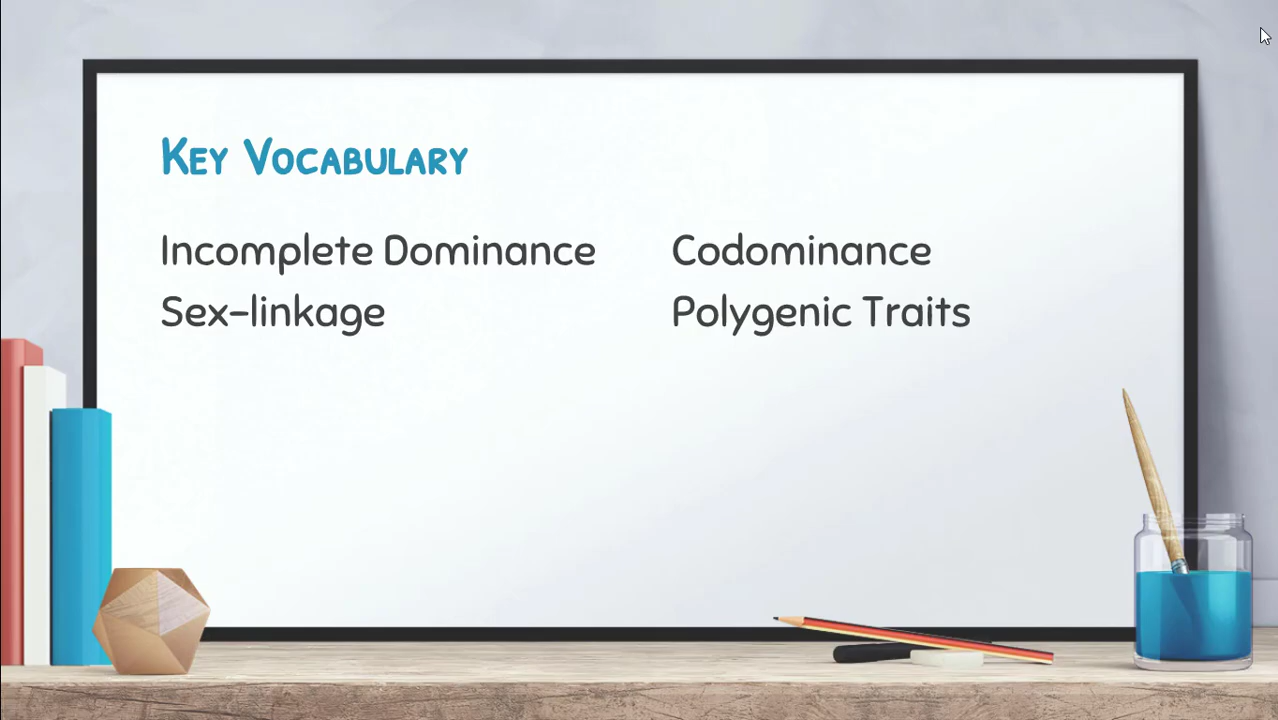 Key Vocabulary
Incomplete Dominance
Codominance
Sex-linkage
Polygenic Traits